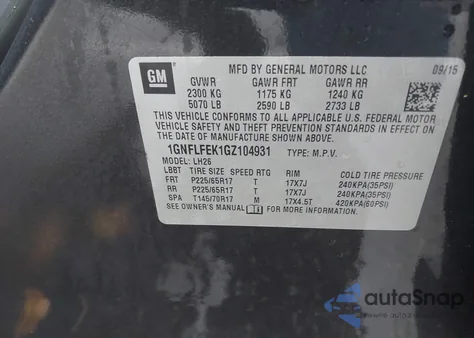 GM MFD BY GENERAL MOTORS LLC 09/15
GVWR GAWR FRT GAWR RR
2300 KG 1175 KG 1240 KG
5070 LB 2590 LB 2733 LB
THIS VEHICLE CONFORMS TO ALL APPLICABLE U.S. FEDERAL MOTOR
VEHICLE SAFETY, BUMPER, AND THEFT PREVENTION STANDARDS IN EFFECT ON
THE DATE OF MANUFACTURE SHOWN ABOVE.
1GNFLFEK1GZ104931 TYPE: M.P.V.
MODEL: LH26
LBBT TIRE SIZE SPEED RTG RIM COLD TIRE PRESSURE
FRT P225/65R17 T 17X7J 240KPA(35PSI)
RR P225/65R17 T 17X7J 240KPA(35PSI)
SPA T145/70R17 M 17X4.5T 420KPA(60PSI)
SEE OWNER'S MANUAL FOR MORE INFORMATION
autoSnap